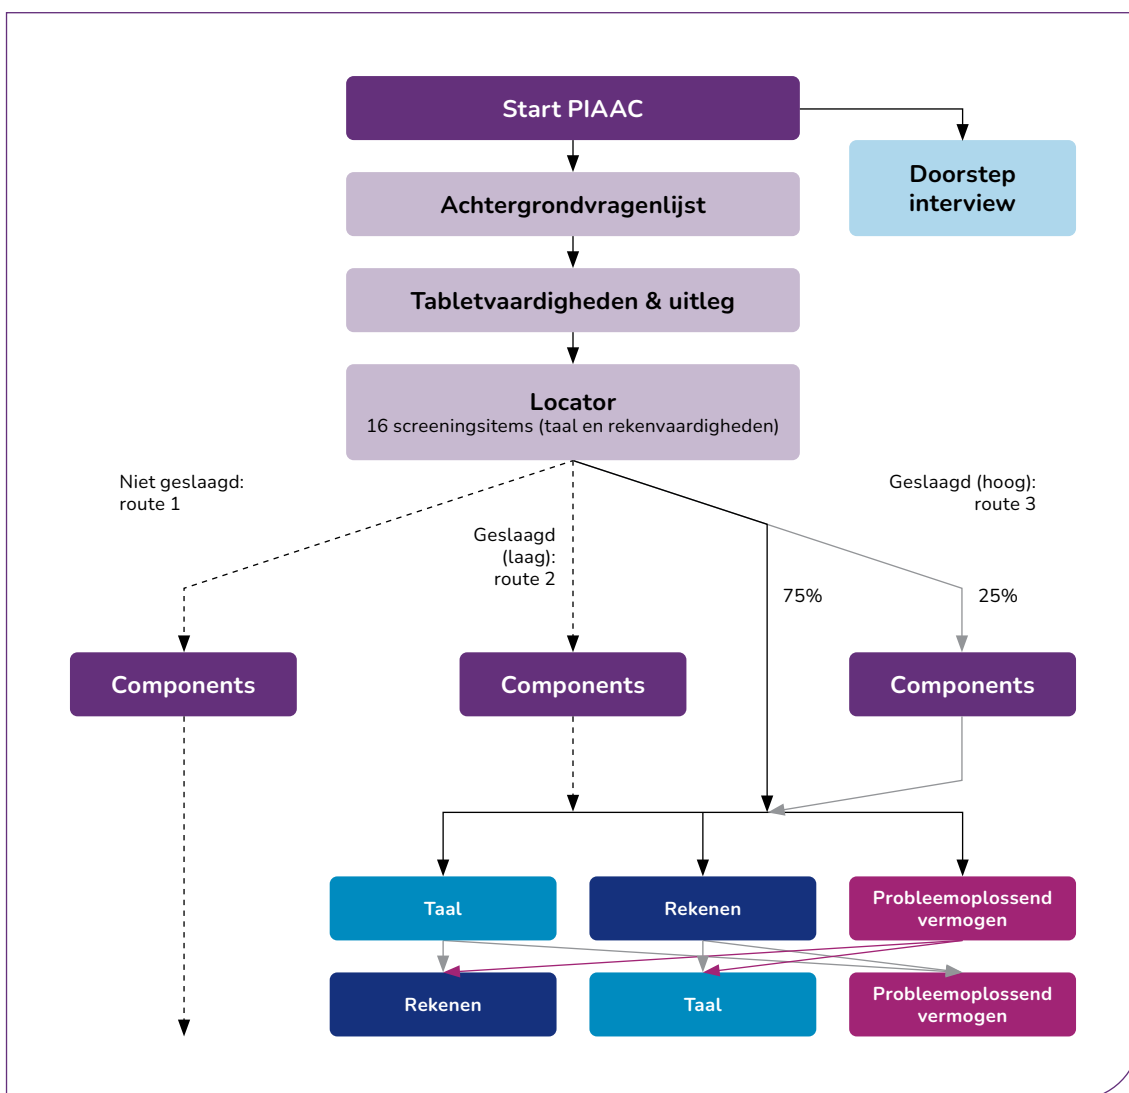 Start PIAAC
Doorstep
interview
Achtergrondvragenlijst
Tabletvaardigheden & uitleg
Locator
16 screeningsitems (taal en rekenvaardigheden)
Niet geslaagd:
route 1
Geslaagd
(laag):
route 2
Geslaagd (hoog):
route 3
75%
25%
Components
Components
Components
Taal
Rekenen
Probleemoplossend
vermogen
Rekenen
Taal
Probleemoplossend
vermogen